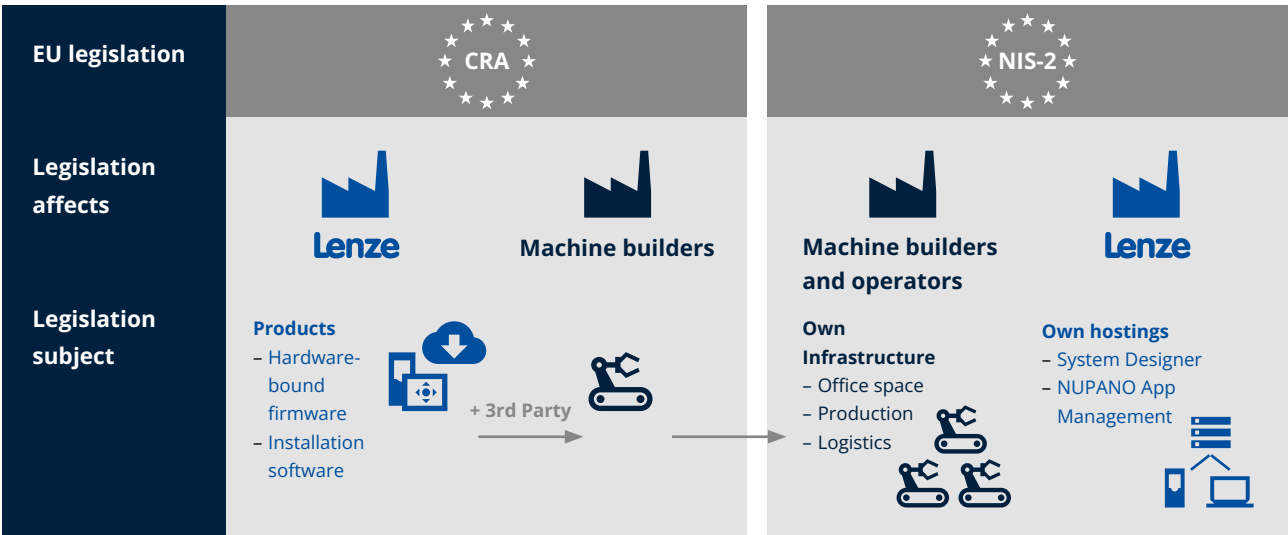 EU legislation
CRA
NIS-2
Legislation
affects
Lenze
Machine builders
Machine builders
and operators
Lenze
Legislation
subject
Products
– Hardware-
bound
firmware
– Installation
software
+ 3rd Party
Own
Infrastructure
– Office space
– Production
– Logistics
Own hostings
– System Designer
– NUPANO App
Management